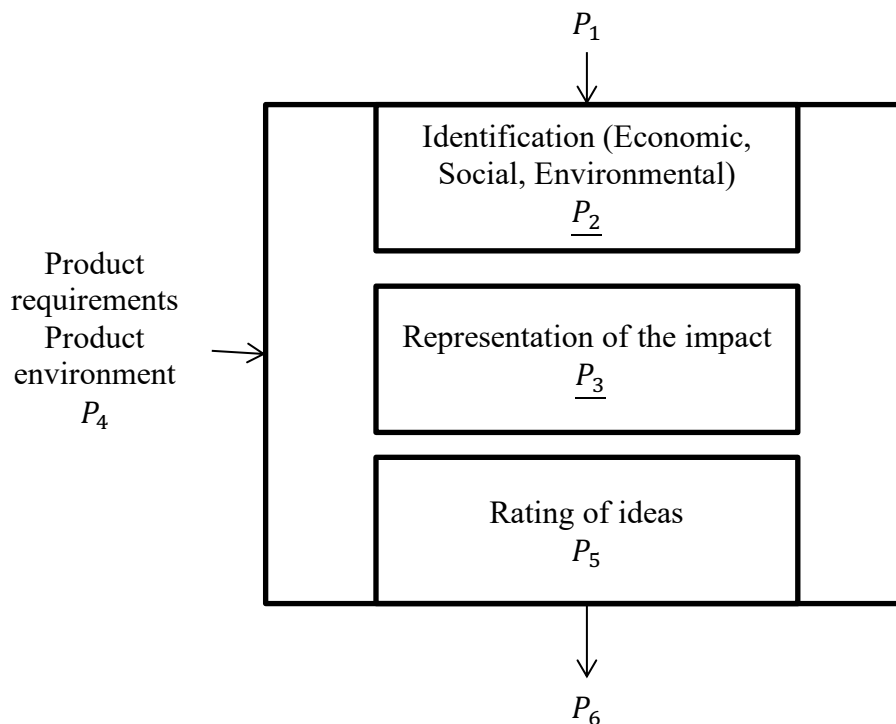 P₁
Identification (Economic,
Social, Environmental)
P₂
Product
requirements
Product
environment
P₄
Representation of the impact
P₃
Rating of ideas
P₅
P₆